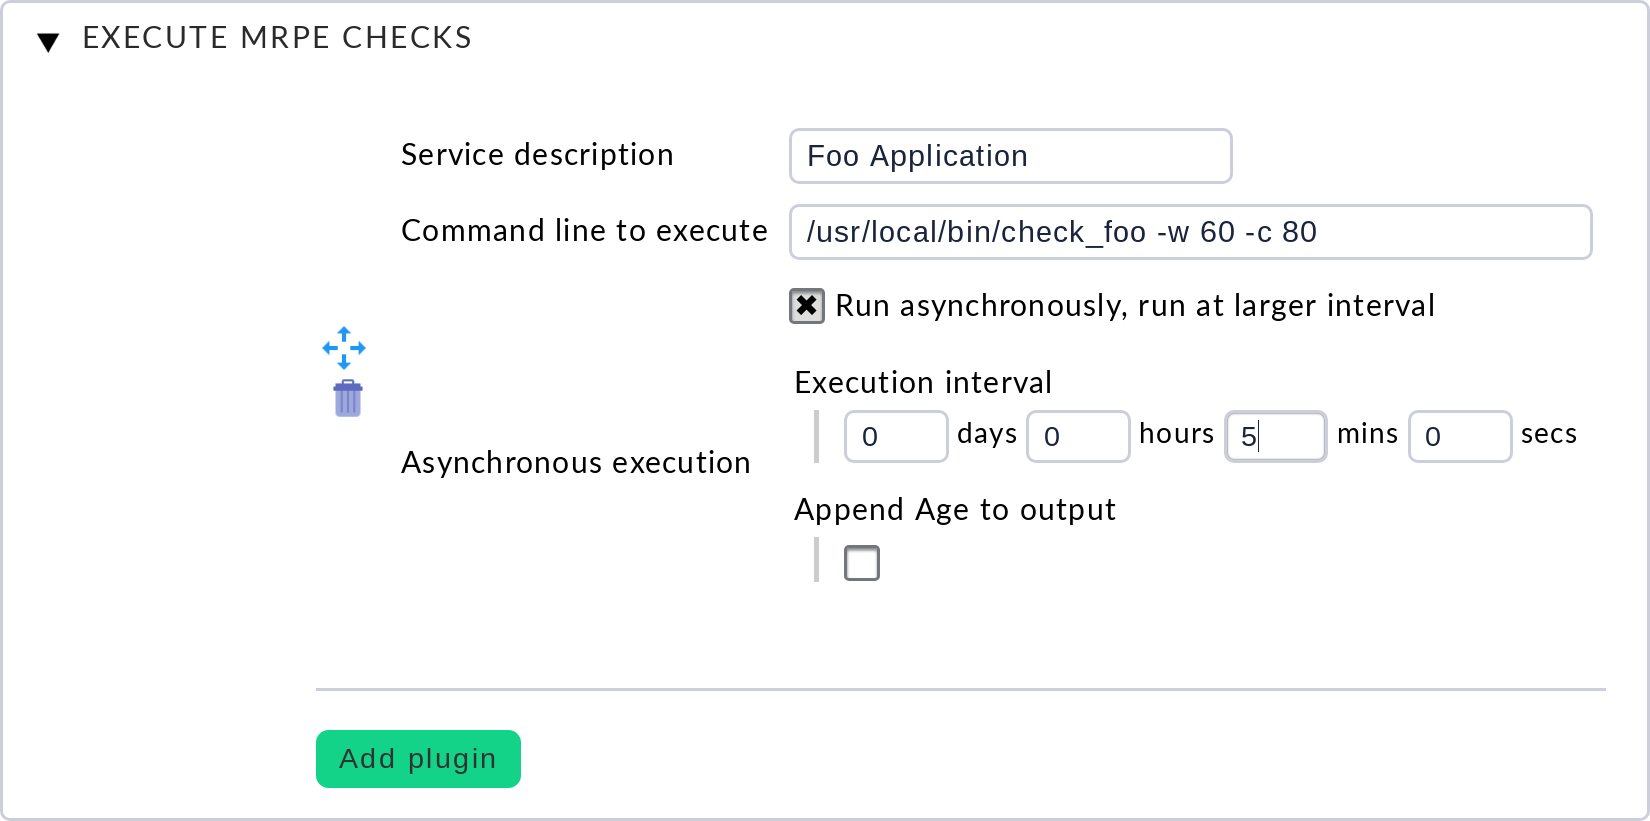 EXECUTE MRPE CHECKS
Service description Foo Application
Command line to execute /usr/local/bin/check_foo -w 60 -c 80
Run asynchronously, run at larger interval
Execution interval
0 days 0 hours 5 mins 0 secs
Asynchronous execution
Append Age to output
Add plugin